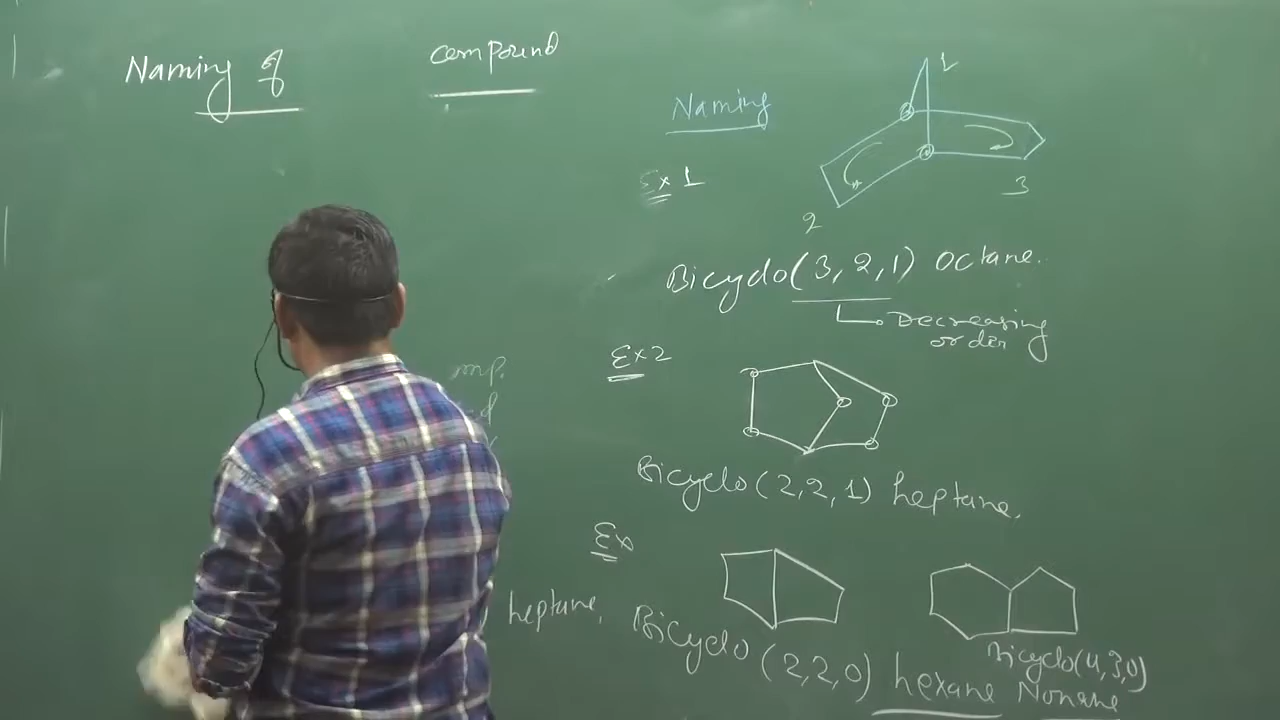 Naming of compound
Naming
1
Ex 1
3
2
Bicyclo(3,2,1) Octane.
Decreasing
order
mp.
Ex 2
Bicyclo(2,2,1) heptane.
Ex
heptane,
Bicyclo(4,3,0)
Bicyclo(2,2,0) hexane Nonane